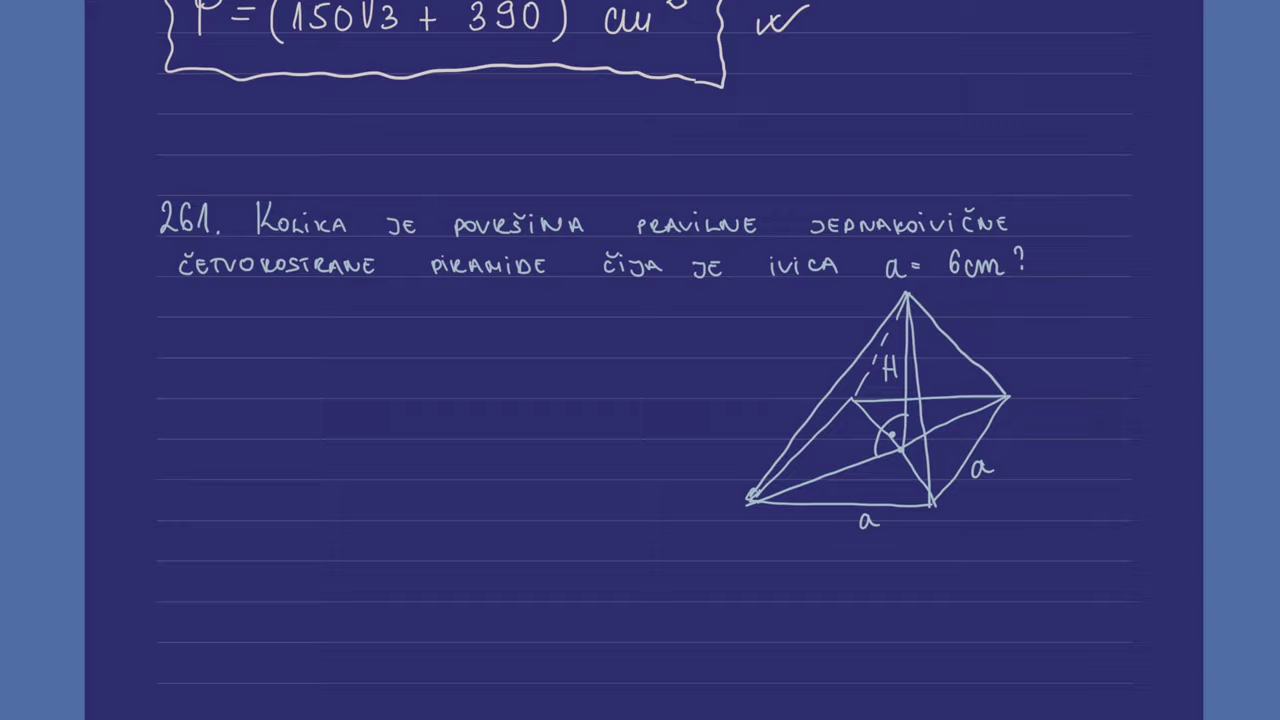 P = (150√3 + 390) cm²
261. KOLIKA JE POVRŠINA PRAVILNE JEDNAKOIVIČNE
ČETVOROSTRANE PIRAMIDE ČIJA JE IVICA a = 6cm?
H
a
a